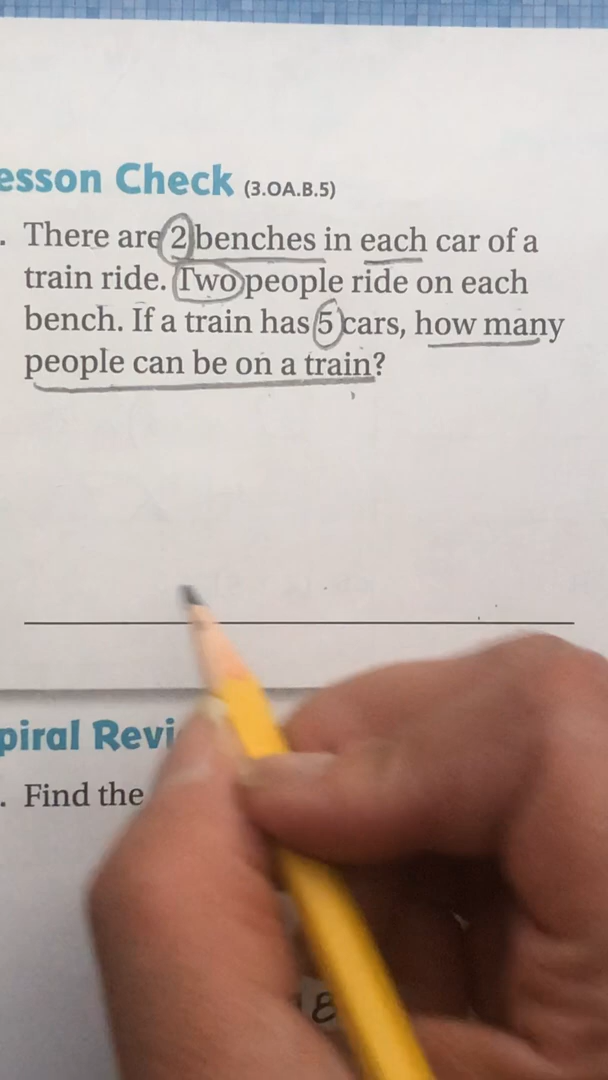 esson Check (3.OA.B.5)
. There are 2 benches in each car of a
train ride. Two people ride on each
bench. If a train has 5 cars, how many
people can be on a train?
piral Revi
. Find the
8